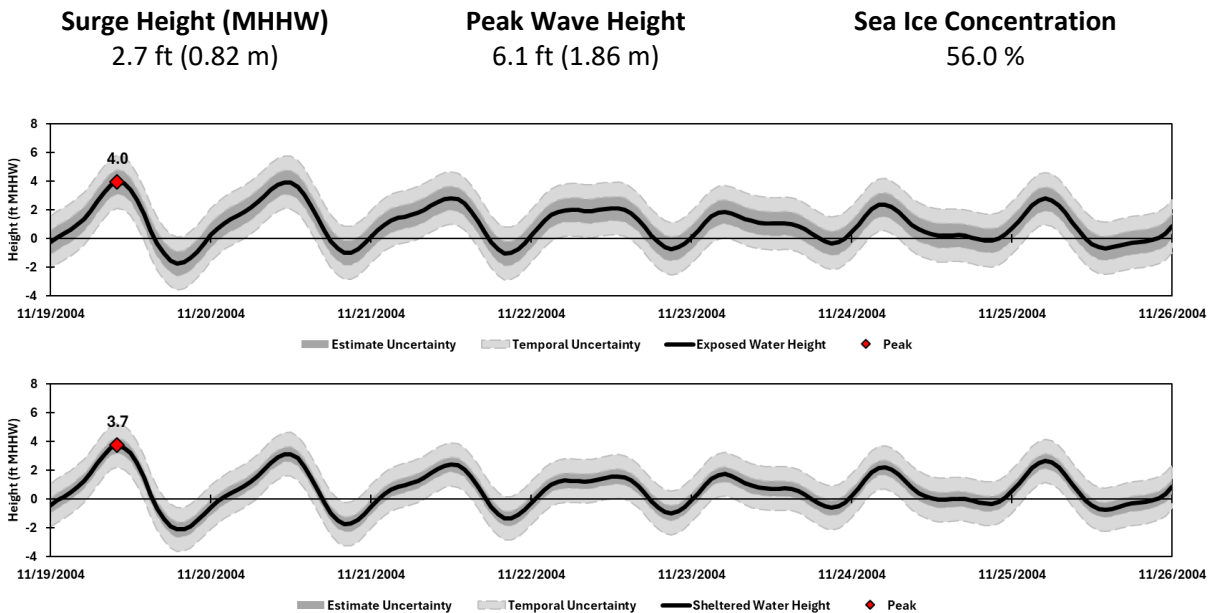 Surge Height (MHHW) Peak Wave Height Sea Ice Concentration
2.7 ft (0.82 m) 6.1 ft (1.86 m) 56.0 %
Height (ft MHHW)
8
6
4
2
0
-2
-4
4.0
11/19/2004 11/20/2004 11/21/2004 11/22/2004 11/23/2004 11/24/2004 11/25/2004 11/26/2004
Estimate Uncertainty Temporal Uncertainty Exposed Water Height Peak
Height (ft MHHW)
8
6
4
2
0
-2
-4
3.7
11/19/2004 11/20/2004 11/21/2004 11/22/2004 11/23/2004 11/24/2004 11/25/2004 11/26/2004
Estimate Uncertainty Temporal Uncertainty Sheltered Water Height Peak